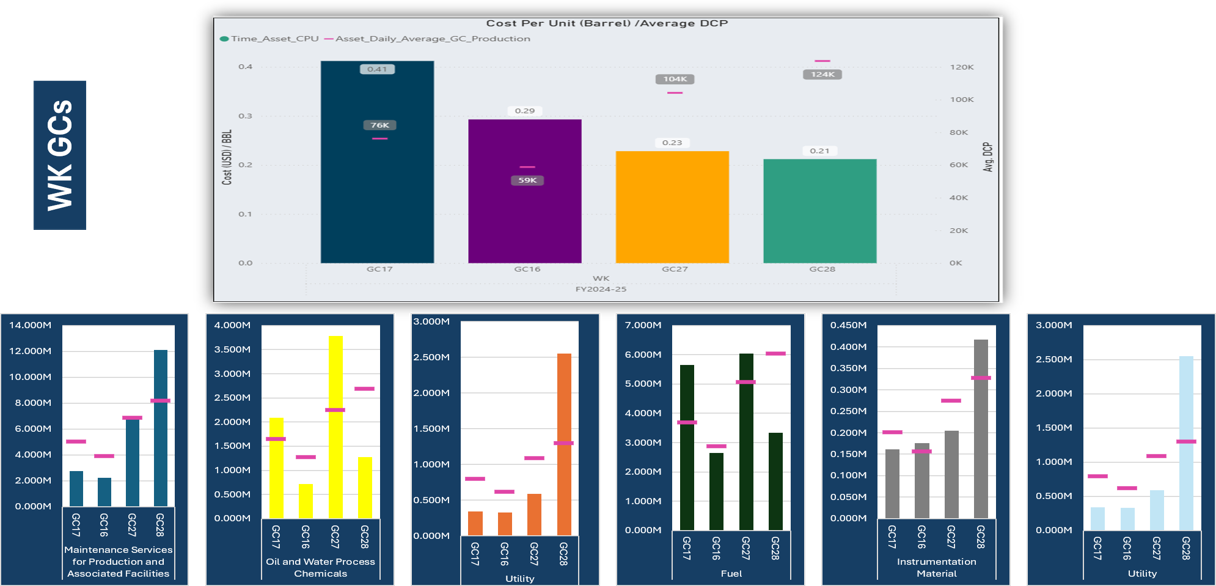 WK GCs
Cost Per Unit (Barrel) /Average DCP
Time_Asset_CPU Asset_Daily_Average_GC_Production
Cost (USD) / BBL
0.4
0.3
0.2
0.1
0.0
0.41
76K
0.29
59K
104K
0.23
124K
0.21
120K
100K
80K
60K
40K
20K
0K
Avg. DCP
GC17 GC16 GC27 GC28
WK
FY2024-25
14.000M
12.000M
10.000M
8.000M
6.000M
4.000M
2.000M
0.000M
GC17 GC16 GC27 GC28
Maintenance Services
for Production and
Associated Facilities
4.000M
3.500M
3.000M
2.500M
2.000M
1.500M
1.000M
0.500M
0.000M
GC17 GC16 GC27 GC28
Oil and Water Process
Chemicals
3.000M
2.500M
2.000M
1.500M
1.000M
0.500M
0.000M
GC17 GC16 GC27 GC28
Utility
7.000M
6.000M
5.000M
4.000M
3.000M
2.000M
1.000M
0.000M
GC17 GC16 GC27 GC28
Fuel
0.450M
0.400M
0.350M
0.300M
0.250M
0.200M
0.150M
0.100M
0.050M
0.000M
GC17 GC16 GC27 GC28
Instrumentation
Material
3.000M
2.500M
2.000M
1.500M
1.000M
0.500M
0.000M
GC17 GC16 GC27 GC28
Utility